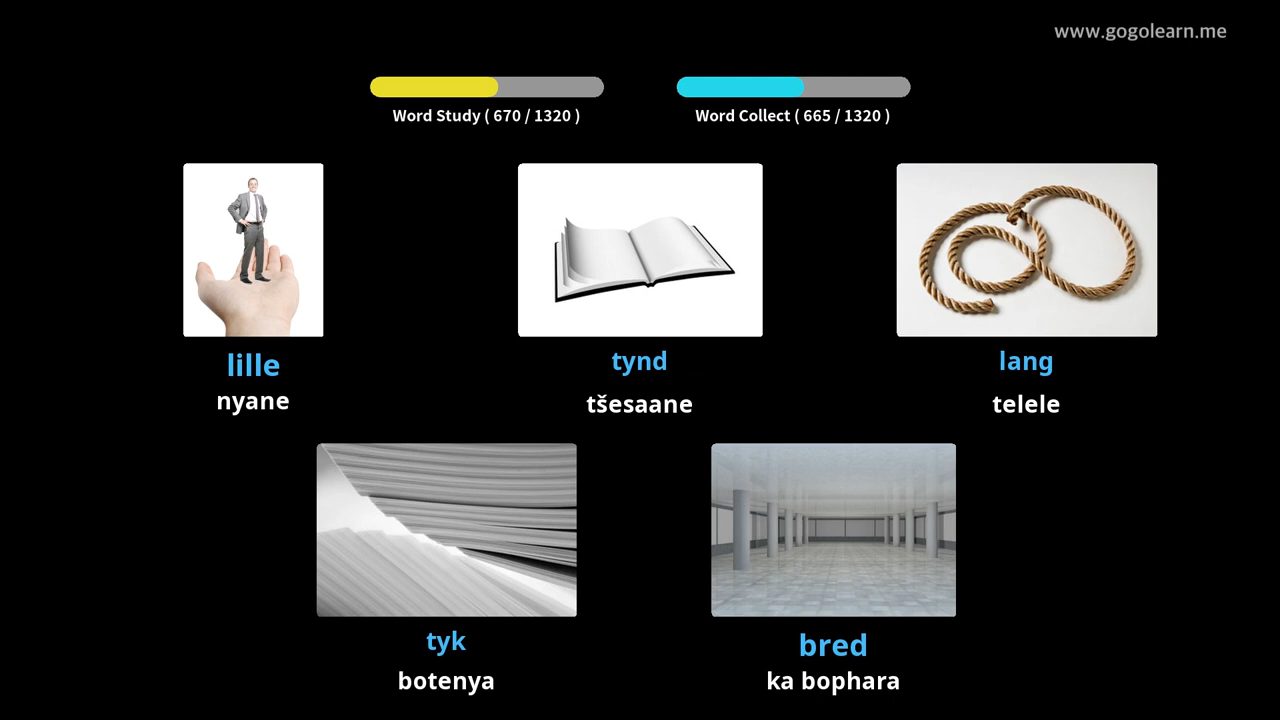 www.gogolearn.me
Word Study ( 670 / 1320 )
Word Collect ( 665 / 1320 )
lille
nyane
tynd
tšesaane
lang
telele
tyk
botenya
bred
ka bophara